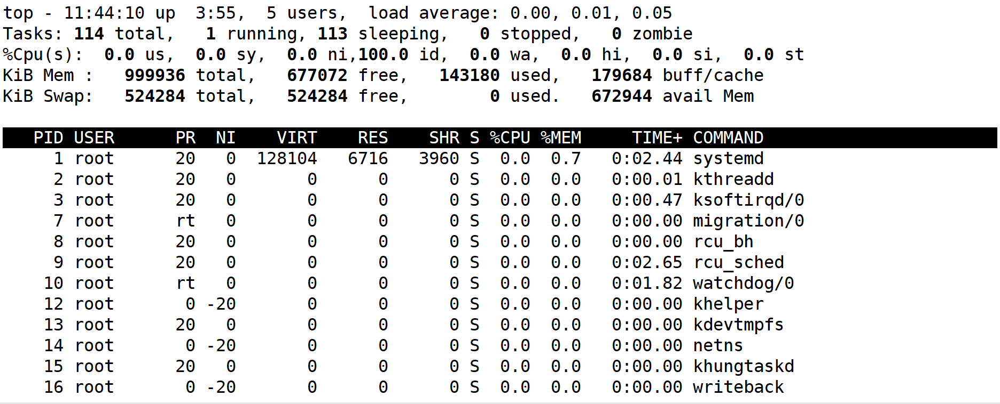 top - 11:44:10 up  3:55,  5 users,  load average: 0.00, 0.01, 0.05
Tasks: 114 total,   1 running, 113 sleeping,   0 stopped,   0 zombie
%Cpu(s):  0.0 us,  0.0 sy,  0.0 ni,100.0 id,  0.0 wa,  0.0 hi,  0.0 si,  0.0 st
KiB Mem :   999936 total,   677072 free,   143180 used,   179684 buff/cache
KiB Swap:   524284 total,   524284 free,        0 used.   672944 avail Mem
   PID USER      PR  NI    VIRT    RES    SHR S %CPU %MEM     TIME+ COMMAND
     1 root      20   0  128104   6716   3960 S  0.0  0.7   0:02.44 systemd
     2 root      20   0       0      0      0 S  0.0  0.0   0:00.01 kthreadd
     3 root      20   0       0      0      0 S  0.0  0.0   0:00.47 ksoftirqd/0
     7 root      rt   0       0      0      0 S  0.0  0.0   0:00.00 migration/0
     8 root      20   0       0      0      0 S  0.0  0.0   0:00.00 rcu_bh
     9 root      20   0       0      0      0 S  0.0  0.0   0:02.65 rcu_sched
    10 root      rt   0       0      0      0 S  0.0  0.0   0:01.82 watchdog/0
    12 root       0 -20       0      0      0 S  0.0  0.0   0:00.00 khelper
    13 root      20   0       0      0      0 S  0.0  0.0   0:00.00 kdevtmpfs
    14 root       0 -20       0      0      0 S  0.0  0.0   0:00.00 netns
    15 root      20   0       0      0      0 S  0.0  0.0   0:00.00 khungtaskd
    16 root       0 -20       0      0      0 S  0.0  0.0   0:00.00 writeback